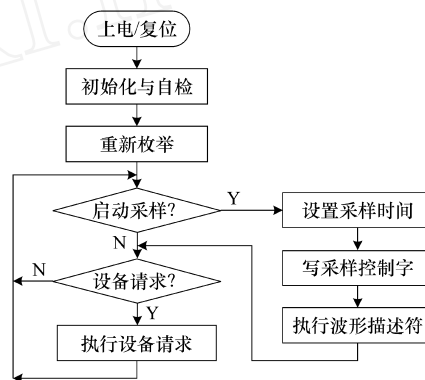 上电/复位
初始化与自检
重新枚举
启动采样?
Y
设置采样时间
N
写采样控制字
N
设备请求?
Y
执行波形描述符
执行设备请求